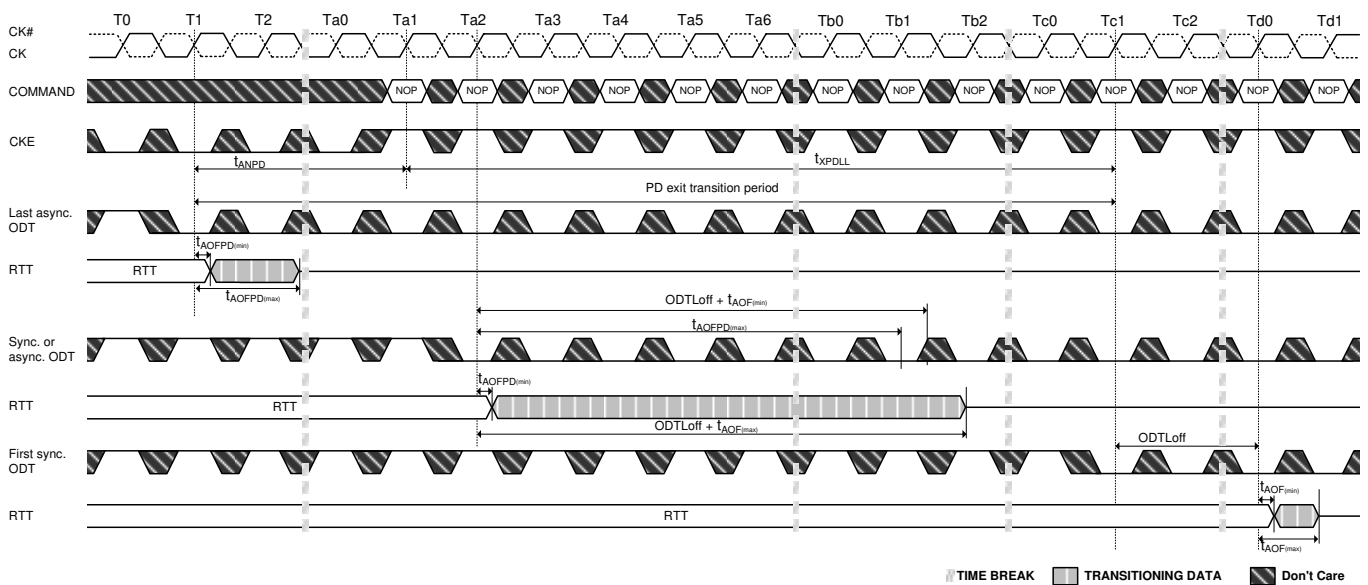 T0 T1 T2 Ta0 Ta1 Ta2 Ta3 Ta4 Ta5 Ta6 Tb0 Tb1 Tb2 Tc0 Tc1 Tc2 Td0 Td1
CK#
CK
COMMAND NOP NOP NOP NOP NOP NOP NOP NOP NOP NOP NOP NOP NOP NOP
CKE
tANPD tXPDLL
PD exit transition period
Last async.
ODT
tAOFPD(min)
RTT RTT
tAOFPD(max)
ODTLoff + tAOF(min)
tAOFPD(max)
Sync. or
async. ODT
tAOFPD(min)
RTT RTT
ODTLoff + tAOF(max)
ODTLoff
First sync.
ODT
tAOF(min)
RTT RTT
tAOF(max)
TIME BREAK TRANSITIONING DATA Don't Care